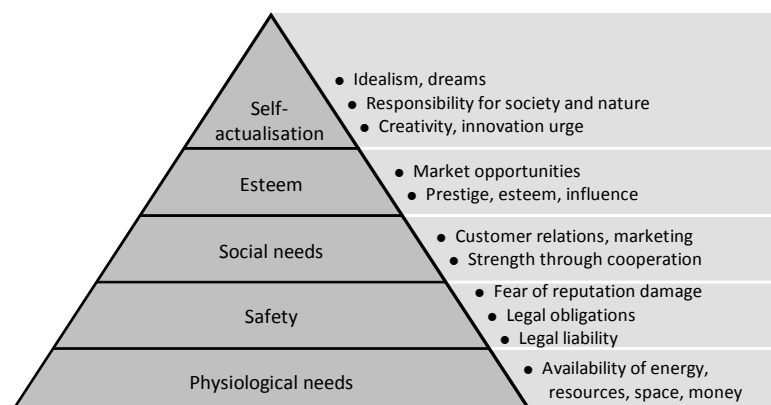 ● Idealism, dreams
● Responsibility for society and nature
● Creativity, innovation urge
Self-
actualisation
● Market opportunities
● Prestige, esteem, influence
Esteem
● Customer relations, marketing
● Strength through cooperation
Social needs
● Fear of reputation damage
● Legal obligations
● Legal liability
Safety
● Availability of energy,
resources, space, money
Physiological needs